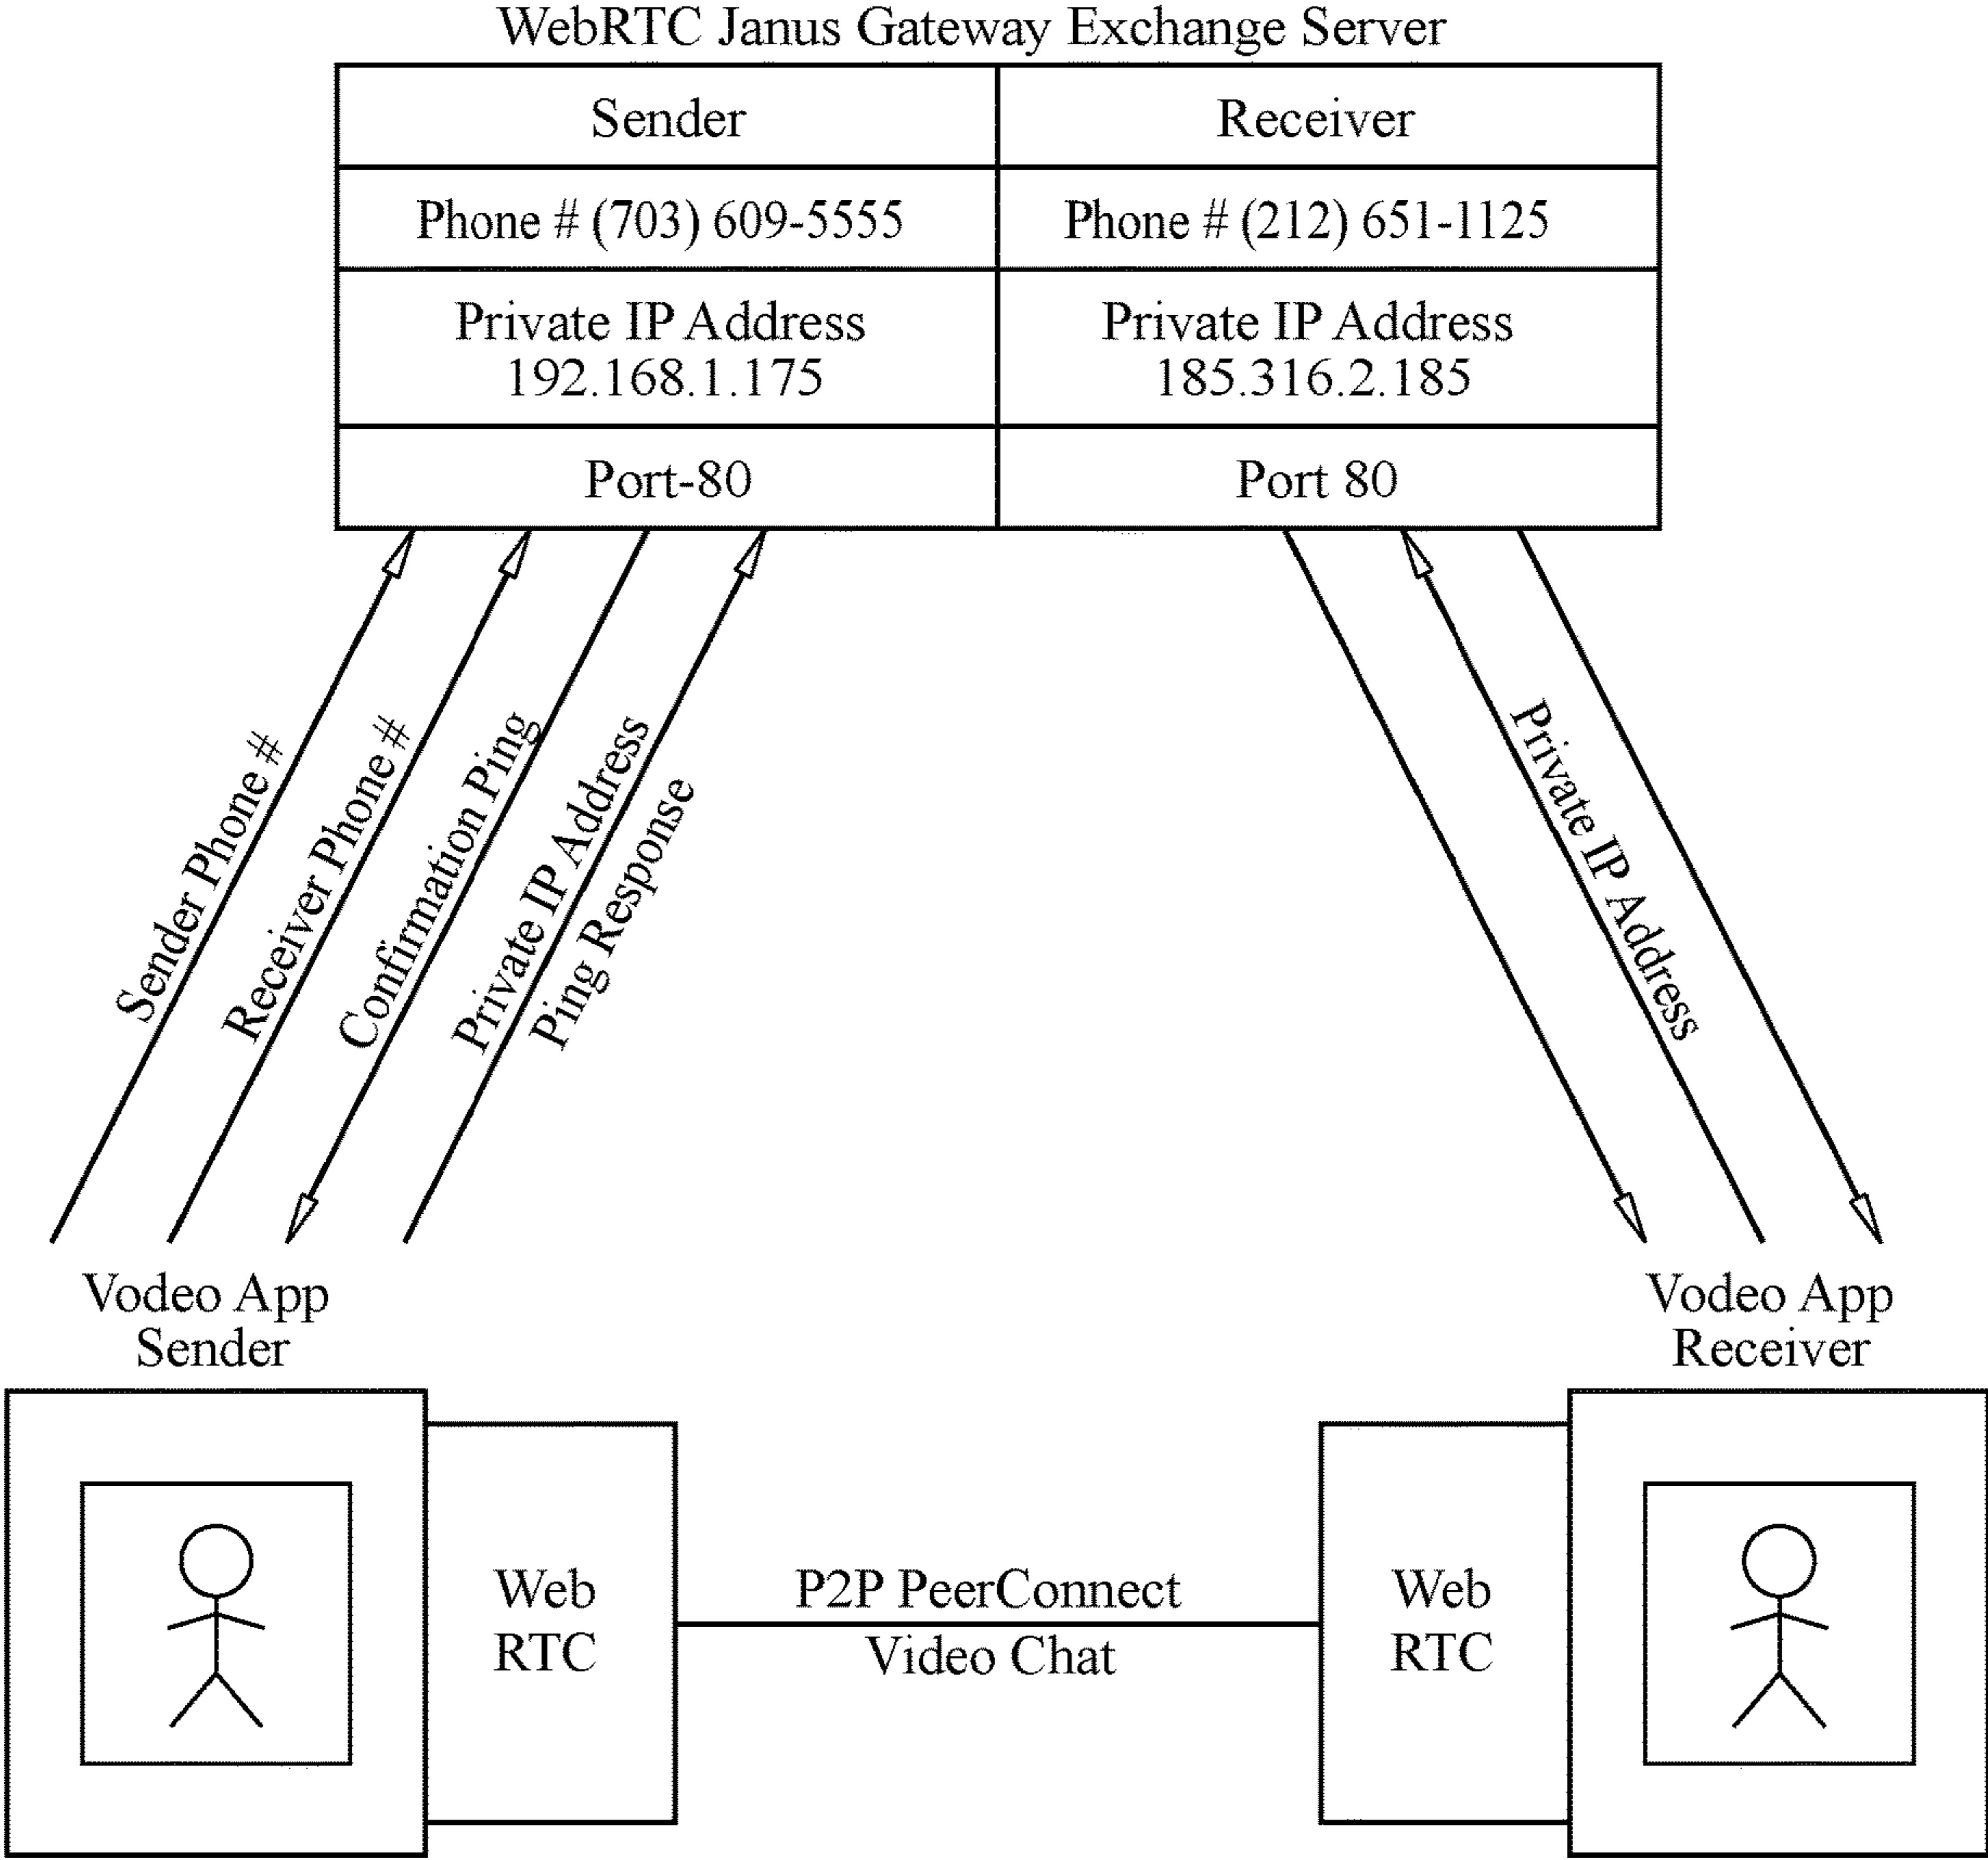 WebRTC Janus Gateway Exchange Server
Sender
Receiver
Phone # (703) 609-5555
Phone # (212) 651-1125
Private IP Address
192.168.1.175
Private IP Address
185.316.2.185
Port-80
Port 80
Sender Phone #
Receiver Phone #
Confirmation Ping
Private IP Address
Ping Response
Private IP Address
Vodeo App
Sender
Vodeo App
Receiver
Web
RTC
P2P PeerConnect
Video Chat
Web
RTC